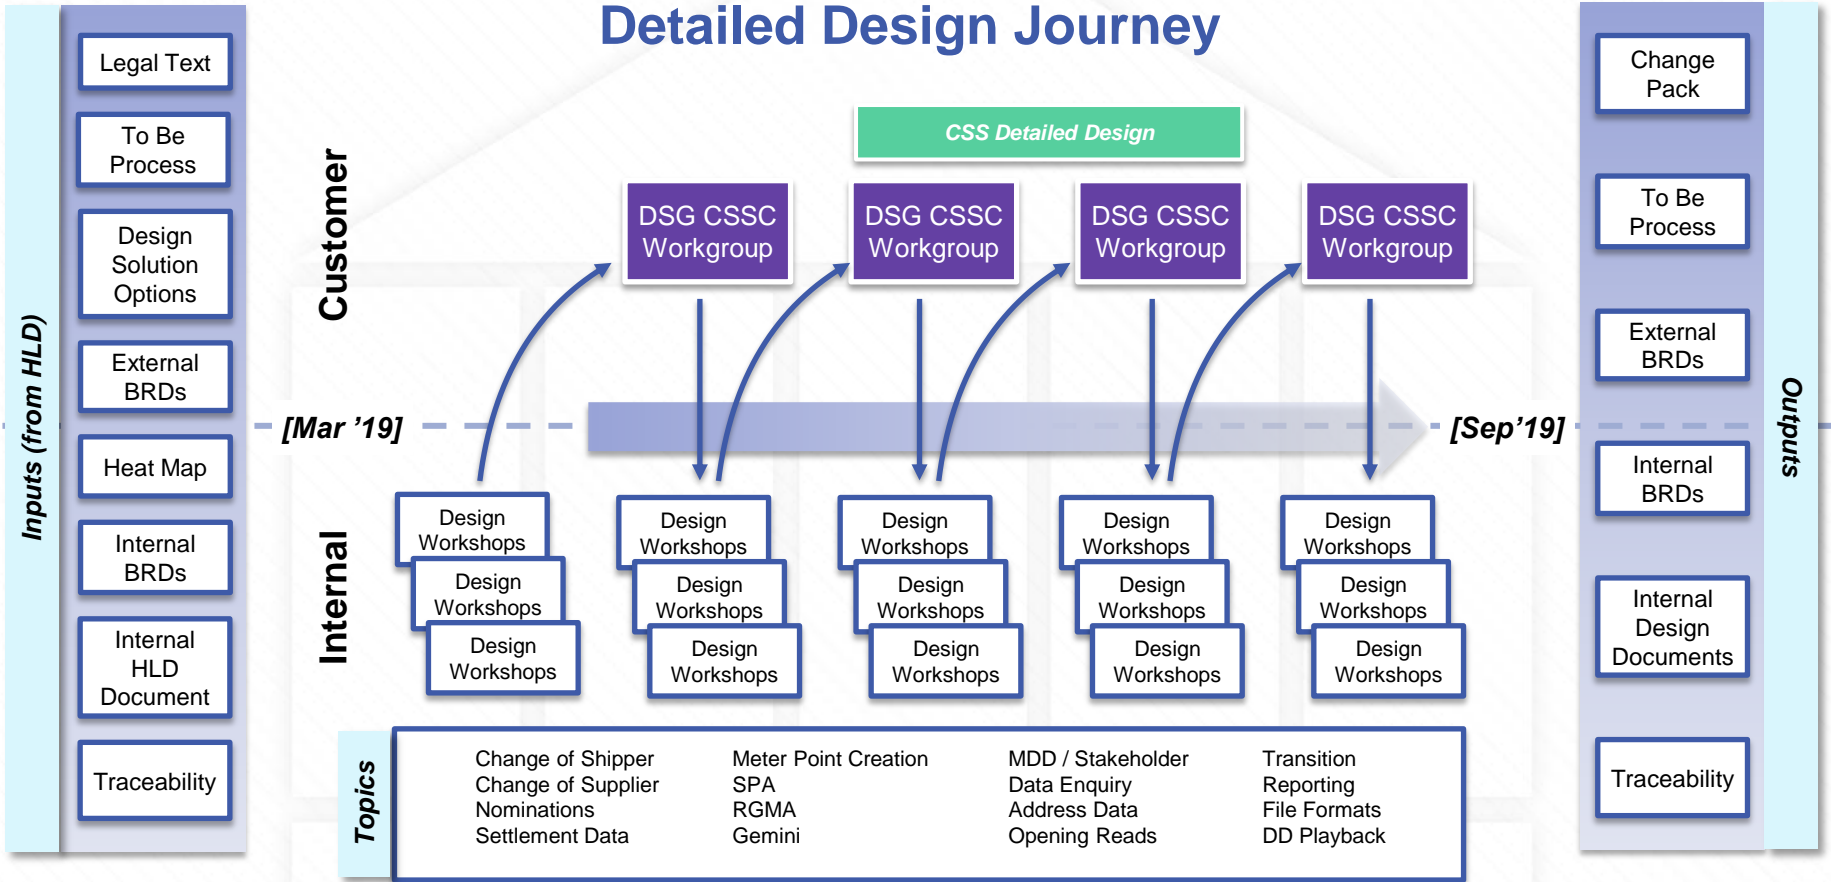 Detailed Design Journey
Inputs (from HLD)
Legal Text
To Be
Process
Design
Solution
Options
External
BRDs
Heat Map
Internal
BRDs
Internal
HLD
Document
Traceability
Customer
CSS Detailed Design
DSG CSSC
Workgroup
DSG CSSC
Workgroup
DSG CSSC
Workgroup
DSG CSSC
Workgroup
[Mar '19]
[Sep'19]
Internal
Design
Workshops
Design
Workshops
Design
Workshops
Design
Workshops
Design
Workshops
Design
Workshops
Design
Workshops
Design
Workshops
Design
Workshops
Design
Workshops
Design
Workshops
Design
Workshops
Design
Workshops
Design
Workshops
Design
Workshops
Topics
Change of Shipper
Change of Supplier
Nominations
Settlement Data
Meter Point Creation
SPA
RGMA
Gemini
MDD / Stakeholder
Data Enquiry
Address Data
Opening Reads
Transition
Reporting
File Formats
DD Playback
Change
Pack
To Be
Process
External
BRDs
Internal
BRDs
Internal
Design
Documents
Traceability
Outputs